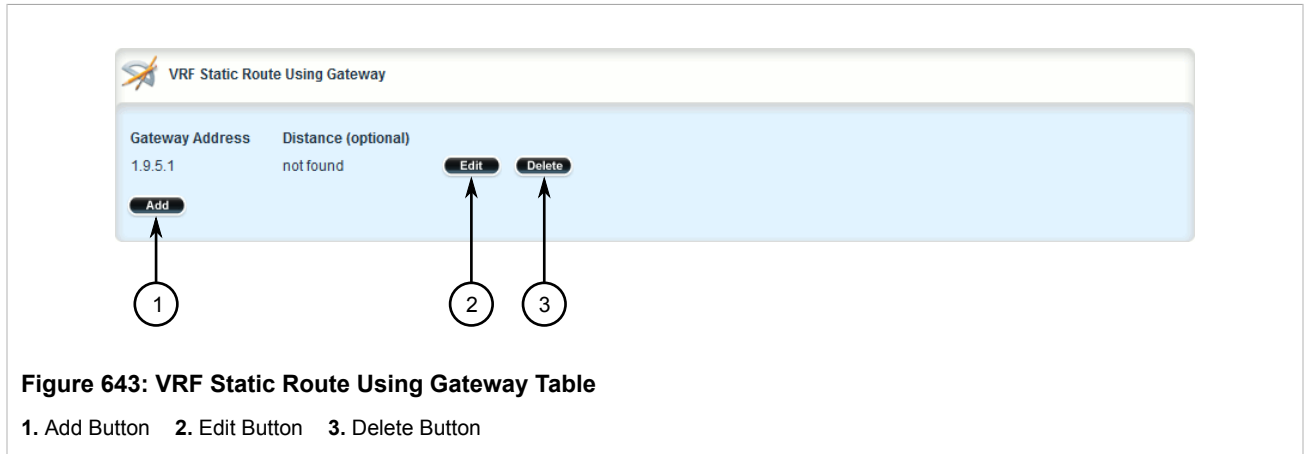 VRF Static Route Using Gateway
Gateway Address Distance (optional)
1.9.5.1 not found Edit Delete
Add
1 2 3
Figure 643: VRF Static Route Using Gateway Table
1. Add Button 2. Edit Button 3. Delete Button